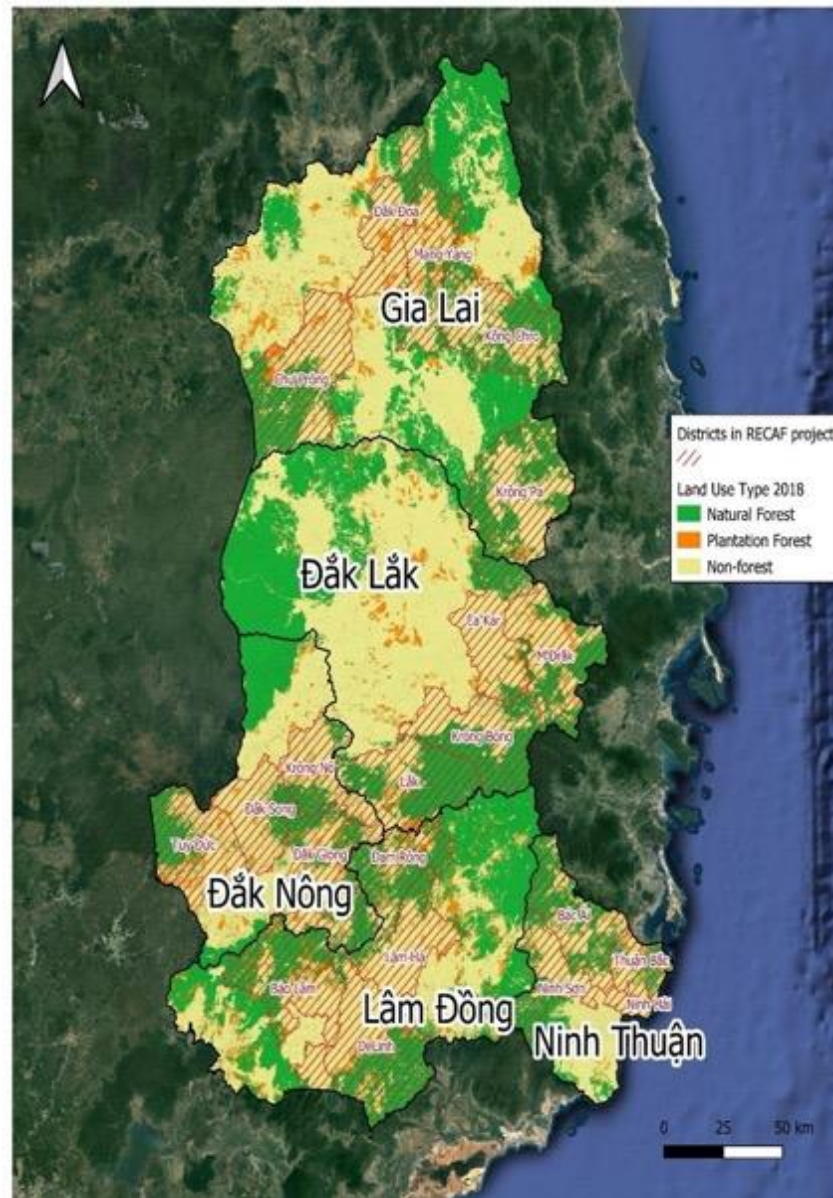 Đắk Đoa
Mang Yang
Gia Lai
Kông Chro
Chư Prông
Districts in RECAF project
Land Use Type 2018
Natural Forest
Plantation Forest
Non-forest
Krông Pa
Đắk Lắk
Ea Kar
M'Đrắk
Krông Bông
Krông Nô
Lắk
Đắk Song
Tuy Đức
Đắk Glong
Đam Rông
Đắk Nông
Bác Ái
Lâm Hà
Thuận Bắc
Bảo Lâm
Ninh Sơn
Ninh Hải
Lâm Đồng
Ninh Thuận
Di Linh
0 25 50 km